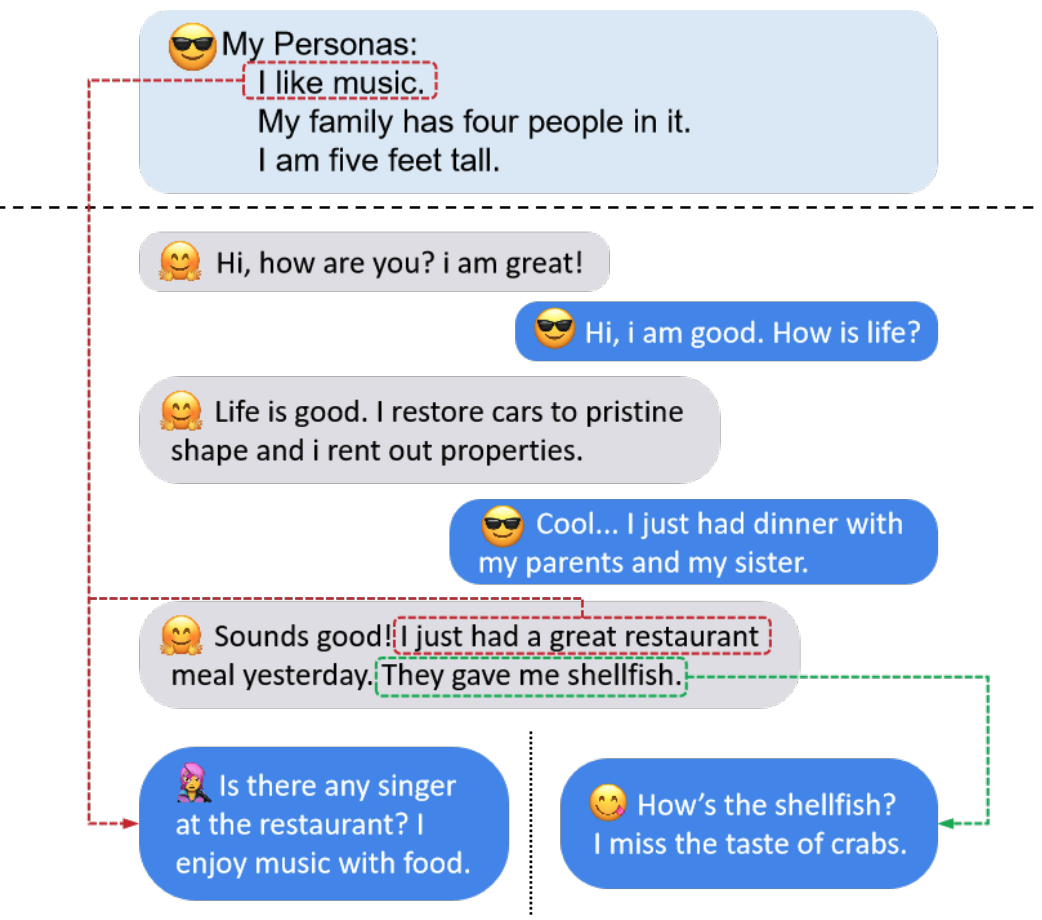 My Personas:
I like music.
My family has four people in it.
I am five feet tall.
Hi, how are you? i am great!
Hi, i am good. How is life?
Life is good. I restore cars to pristine
shape and i rent out properties.
Cool... I just had dinner with
my parents and my sister.
Sounds good! I just had a great restaurant
meal yesterday. They gave me shellfish.
Is there any singer
at the restaurant? I
enjoy music with food.
How’s the shellfish?
I miss the taste of crabs.